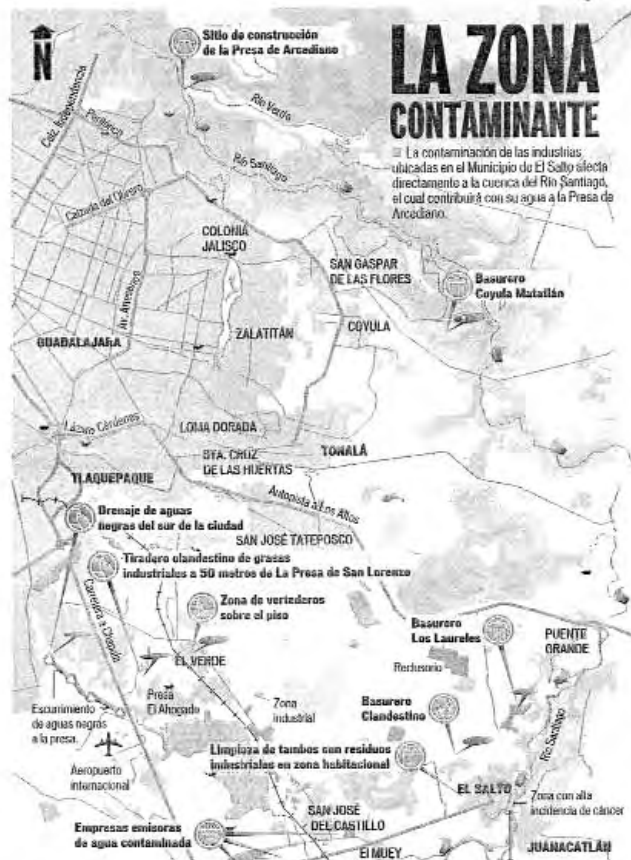 N
Sitio de construcción
de la Presa de Arcediano
LA ZONA
CONTAMINANTE
La contaminación de las industrias
ubicadas en el Municipio de El Salto afecta
directamente a la cuenca del Río Santiago,
el cual contribuirá con su agua a la Presa de
Arcediano.
Calz. Independencia
Periférico
Río Verde
Río Santiago
Calzada del Obrero
COLONIA
JALISCO
SAN GASPAR
DE LAS FLORES
Basurero
Coyula Matatlán
Av. Revolución
GUADALAJARA
ZALATITÁN
COYULA
Lázaro Cárdenas
LOMA DORADA
STA. CRUZ
DE LAS HUERTAS
TONALÁ
TLAQUEPAQUE
Autopista a Los Altos
Drenaje de aguas
negras del sur de la ciudad
SAN JOSÉ TATEPOSCO
Tiradero clandestino de grasas
industriales a 50 metros de La Presa de San Lorenzo
Carretera a Chapala
Zona de vertederos
sobre el piso
Basurero
Los Laureles
PUENTE
GRANDE
EL VERDE
Reclusorio
Escurrimiento
de aguas negras
a la presa.
Presa
El Ahogado
Zona
industrial
Basurero
Clandestino
Río Santiago
Aeropuerto
internacional
Limpieza de tambos con residuos
industriales en zona habitacional
EL SALTO
Zona con alta
incidencia de cáncer
SAN JOSÉ
DEL CASTILLO
Empresas emisoras
de agua contaminada
El MUEY
JUANACATLÁN